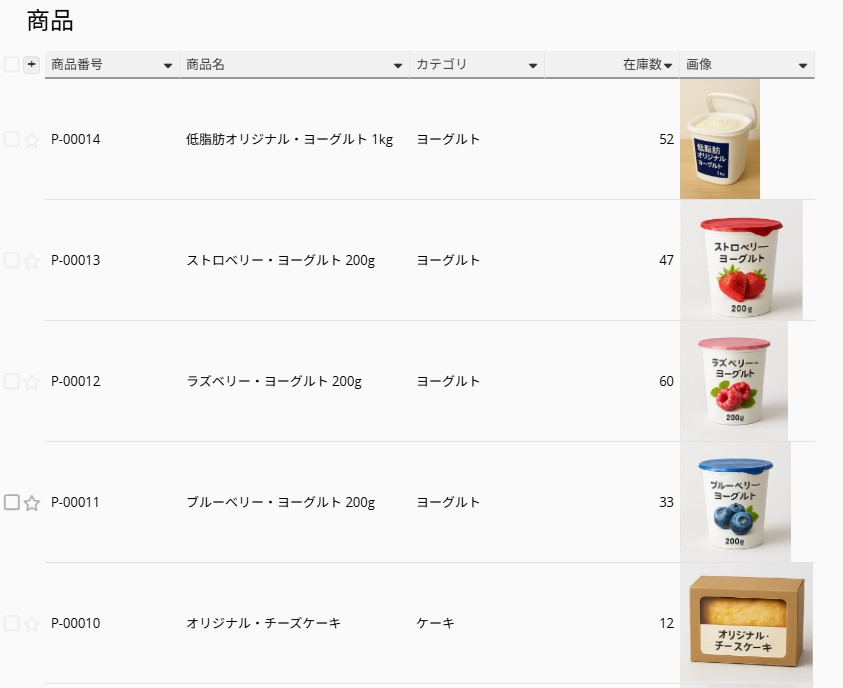 商品
商品番号 商品名 カテゴリ 在庫数 画像
P-00014 低脂肪オリジナル・ヨーグルト 1kg ヨーグルト 52
低脂肪
オリジナル
ヨーグルト
1kg
P-00013 ストロベリー・ヨーグルト 200g ヨーグルト 47
ストロベリー
ヨーグルト
200g
P-00012 ラズベリー・ヨーグルト 200g ヨーグルト 60
ラズベリー・
ヨーグルト
200g
P-00011 ブルーベリー・ヨーグルト 200g ヨーグルト 33
ブルーベリー
ヨーグルト
200g
P-00010 オリジナル・チーズケーキ ケーキ 12
オリジナル・
チーズケーキ